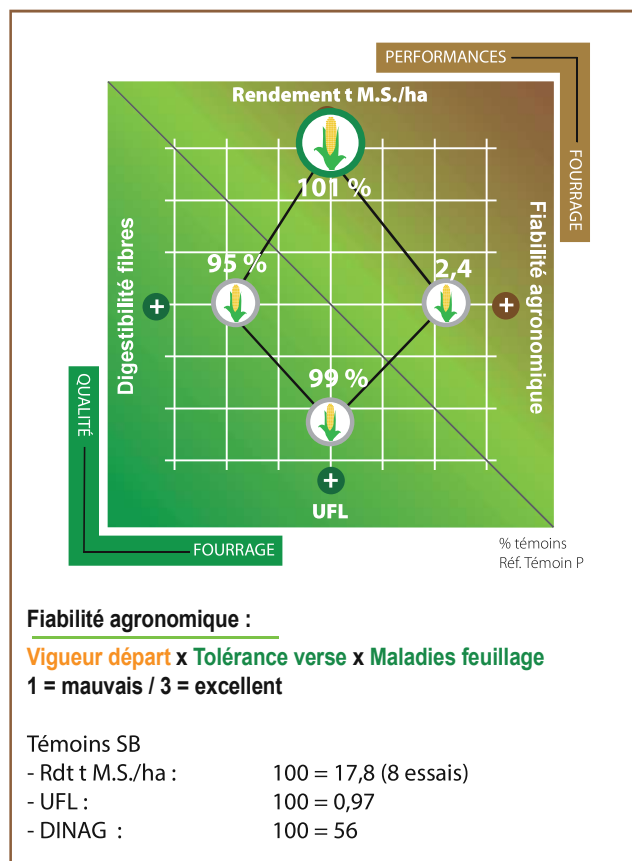 PERFORMANCES
FOURRAGE
Rendement t M.S./ha
101 %
Fiabilité agronomique
Digestibilité fibres
95 %
2,4
+
+
99 %
QUALITÉ
+
UFL
FOURRAGE
% témoins
Réf. Témoin P
Fiabilité agronomique :
Vigueur départ x Tolérance verse x Maladies feuillage
1 = mauvais / 3 = excellent
Témoins SB
- Rdt t M.S./ha : 100 = 17,8 (8 essais)
- UFL : 100 = 0,97
- DINAG : 100 = 56